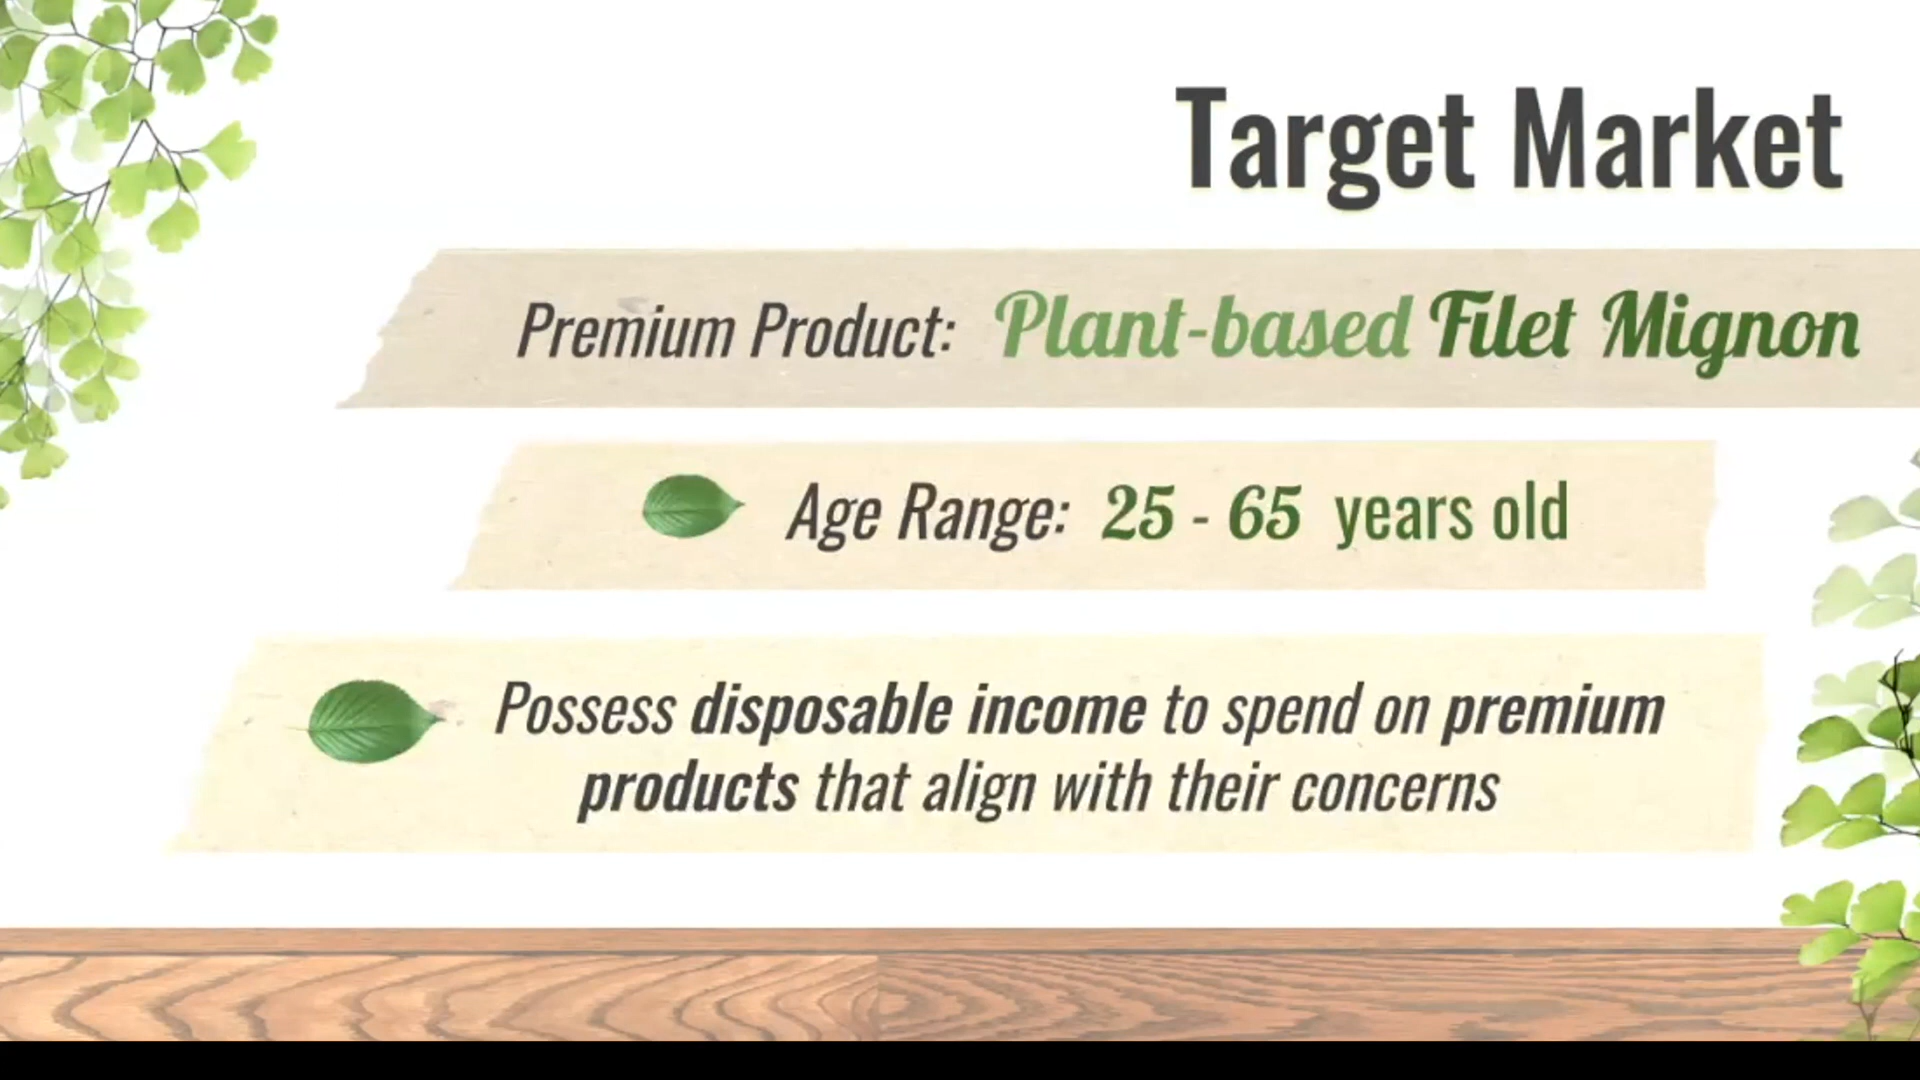 Target Market
Premium Product: Plant-based Filet Mignon
Age Range: 25 - 65 years old
Possess disposable income to spend on premium
products that align with their concerns